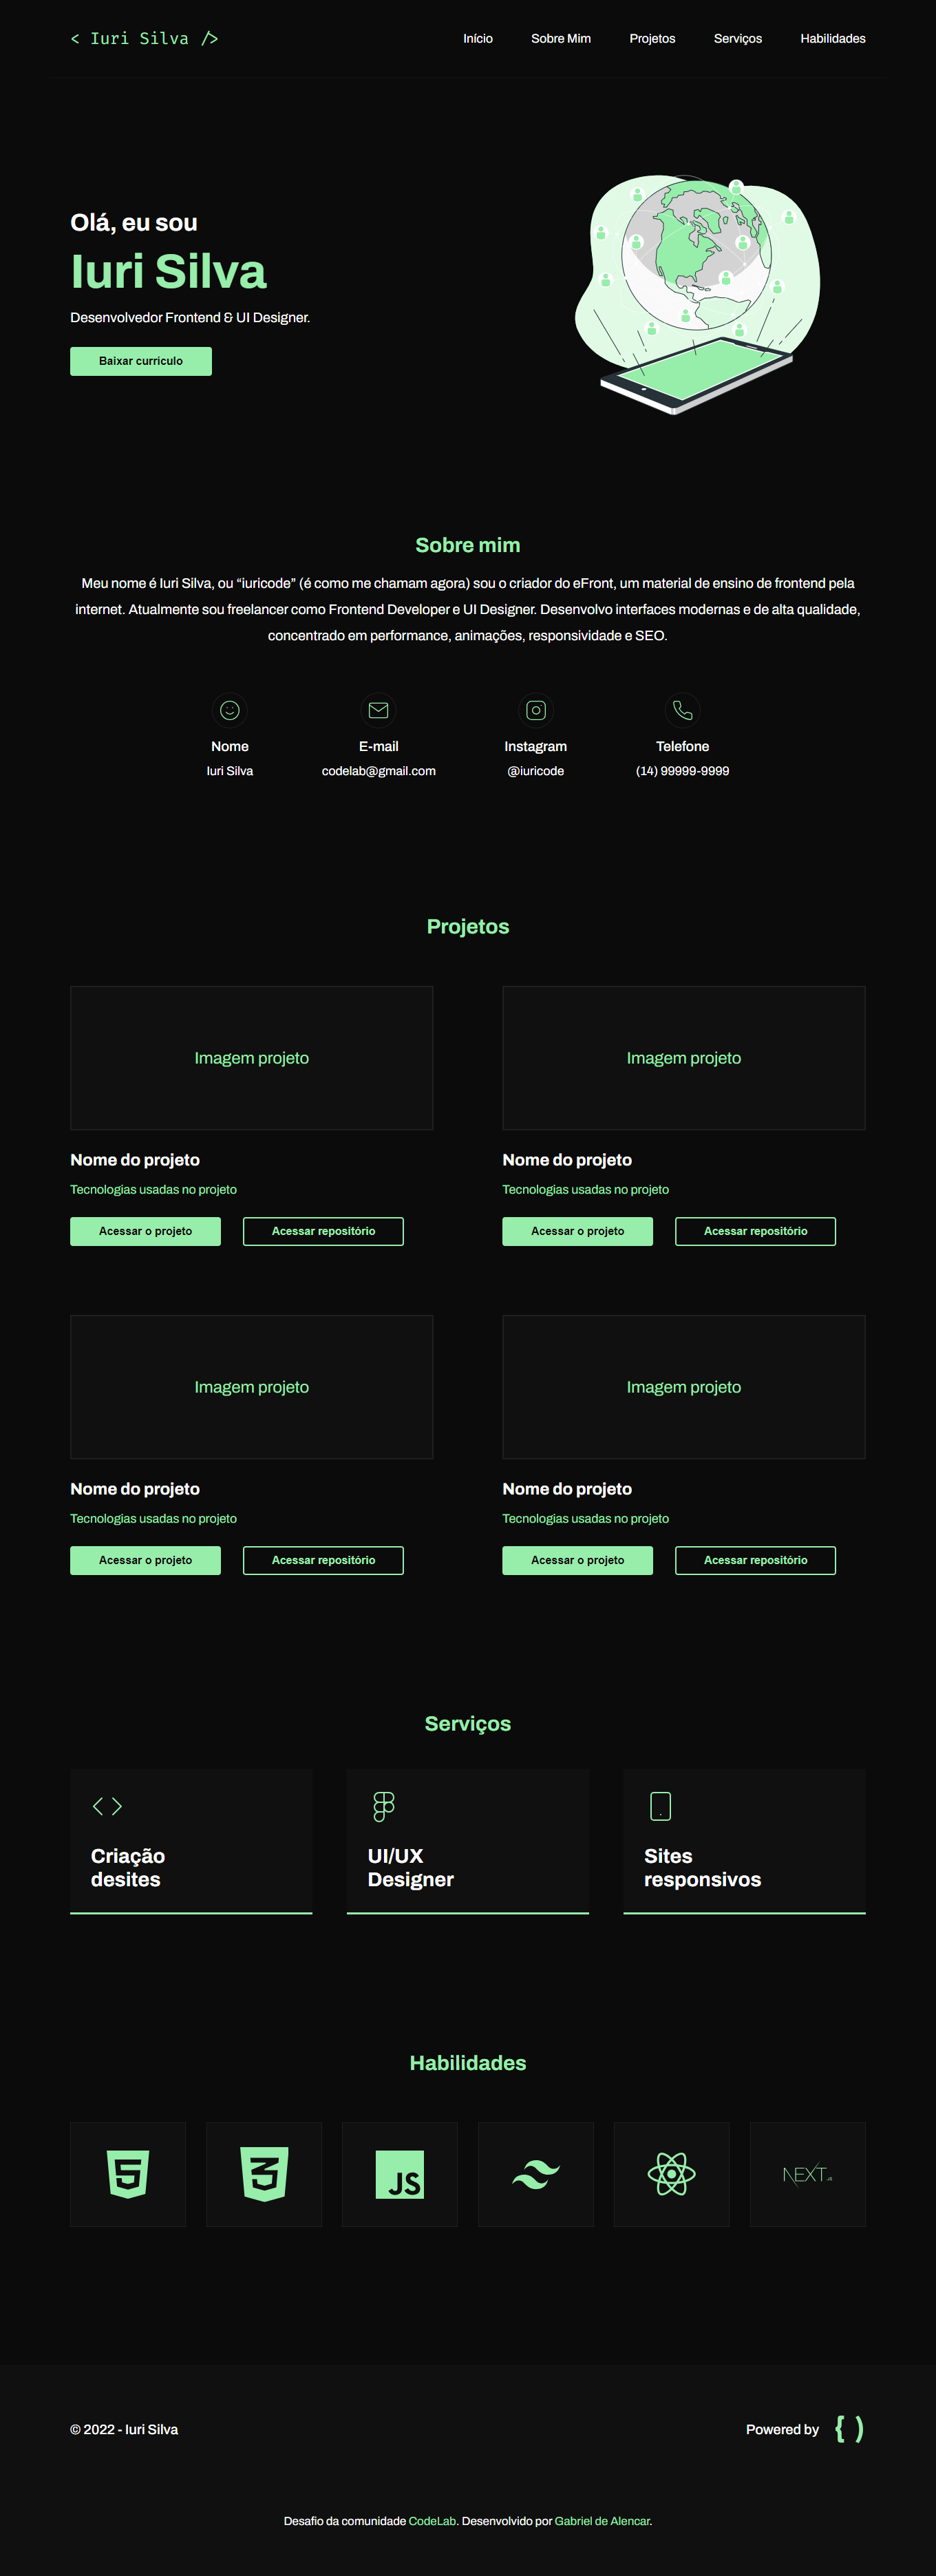 < Iuri Silva />
Início Sobre Mim Projetos Serviços Habilidades
Olá, eu sou
Iuri Silva
Desenvolvedor Frontend & UI Designer.
Baixar curriculo
Sobre mim
Meu nome é Iuri Silva, ou “iuricode” (é como me chamam agora) sou o criador do eFront, um material de ensino de frontend pela
internet. Atualmente sou freelancer como Frontend Developer e UI Designer. Desenvolvo interfaces modernas e de alta qualidade,
concentrado em performance, animações, responsividade e SEO.
Nome E-mail Instagram Telefone
Iuri Silva codelab@gmail.com @iuricode (14) 99999-9999
Projetos
Imagem projeto Imagem projeto
Nome do projeto Nome do projeto
Tecnologias usadas no projeto Tecnologias usadas no projeto
Acessar o projeto Acessar repositório Acessar o projeto Acessar repositório
Imagem projeto Imagem projeto
Nome do projeto Nome do projeto
Tecnologias usadas no projeto Tecnologias usadas no projeto
Acessar o projeto Acessar repositório Acessar o projeto Acessar repositório
Serviços
Criação
desites
UI/UX
Designer
Sites
responsivos
Habilidades
5 3 JS NEXT.JS
© 2022 - Iuri Silva Powered by { )
Desafio da comunidade CodeLab. Desenvolvido por Gabriel de Alencar.